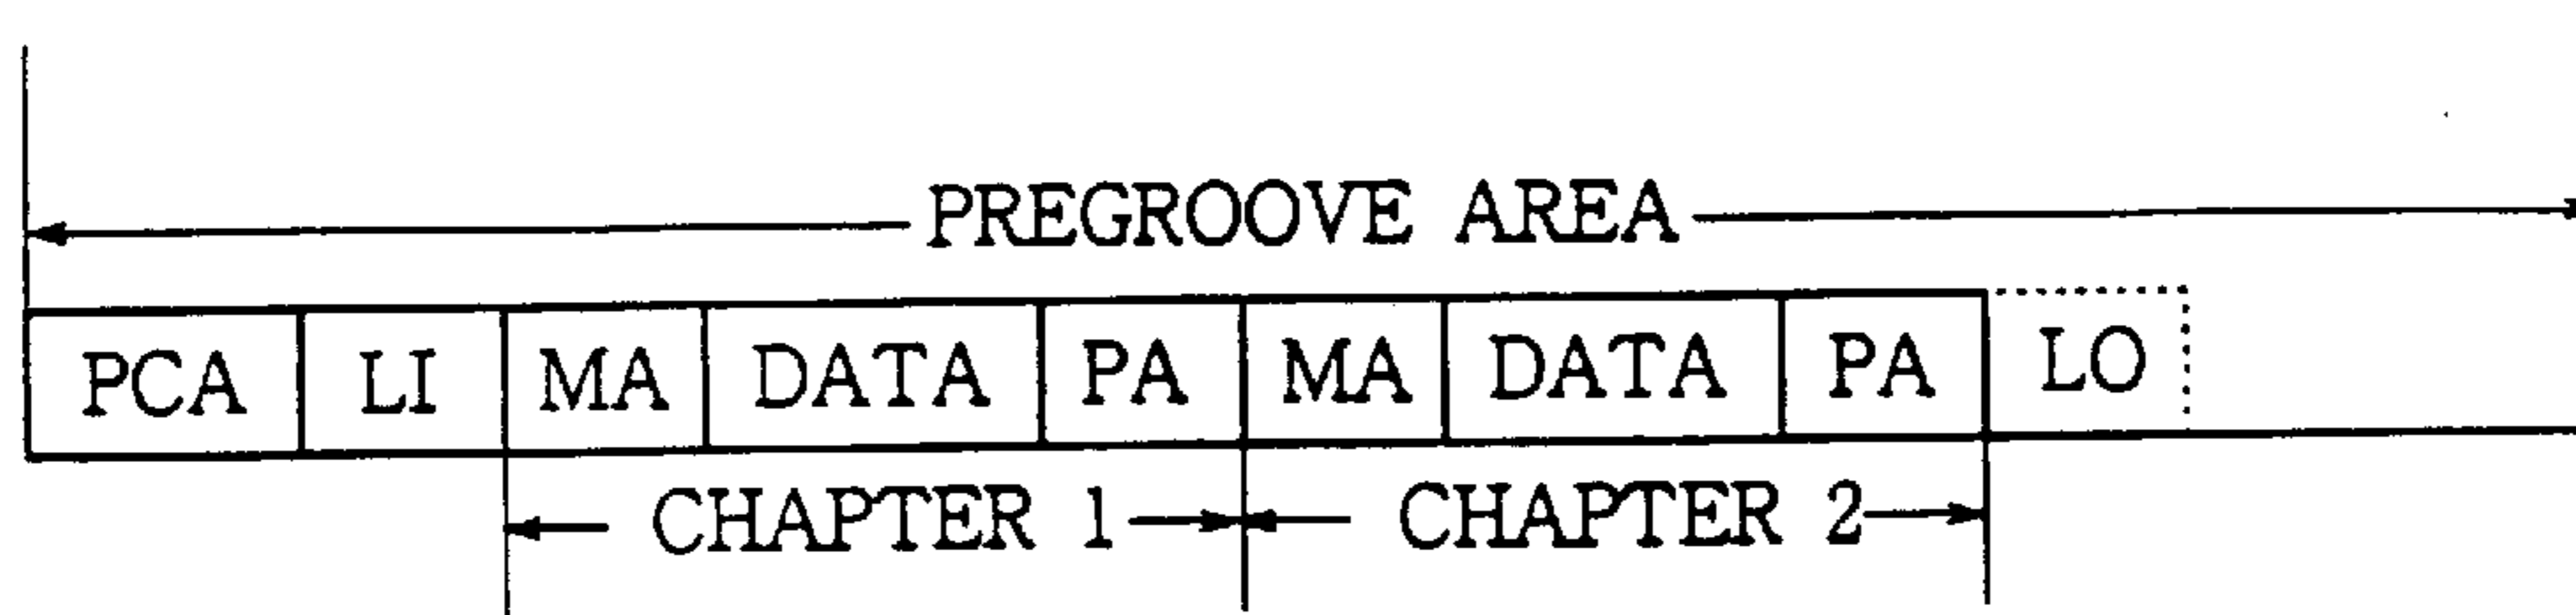 PREGROOVE AREA
PCA LI MA DATA PA MA DATA PA LO
CHAPTER 1 CHAPTER 2